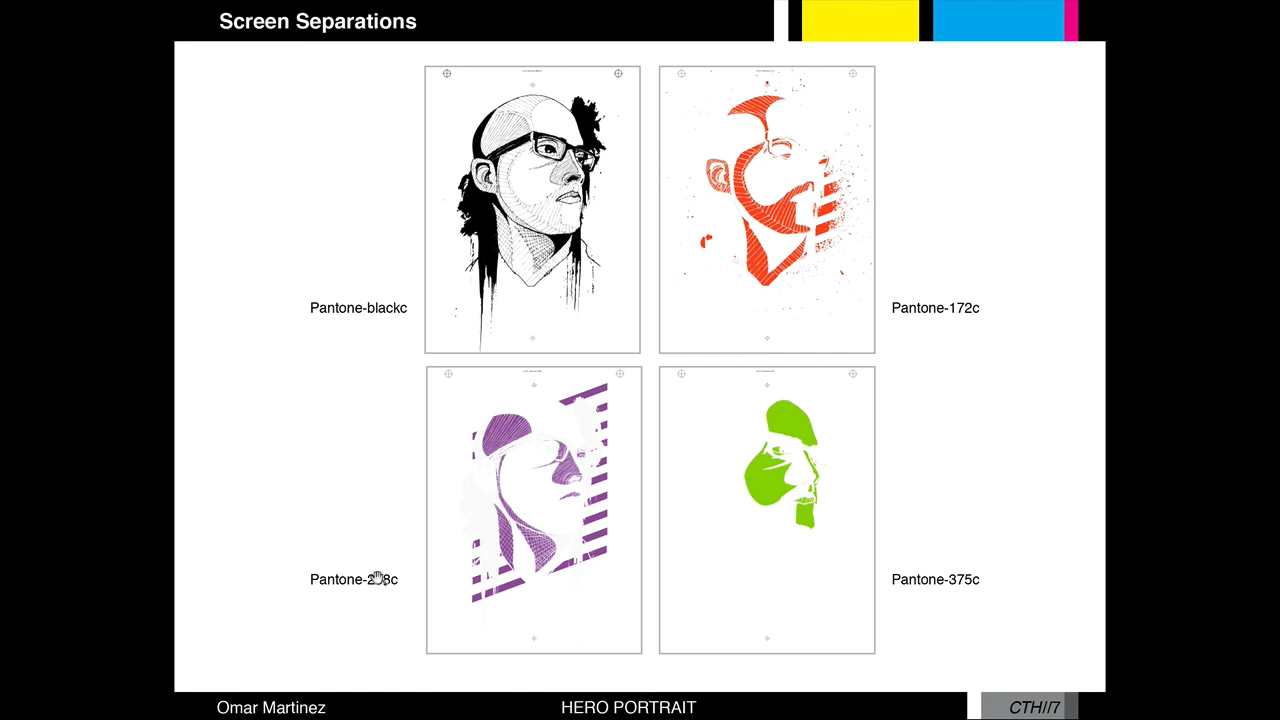 Screen Separations
Pantone-blackc
Pantone-172c
Pantone-375c
Omar Martinez
HERO PORTRAIT
CTH//7